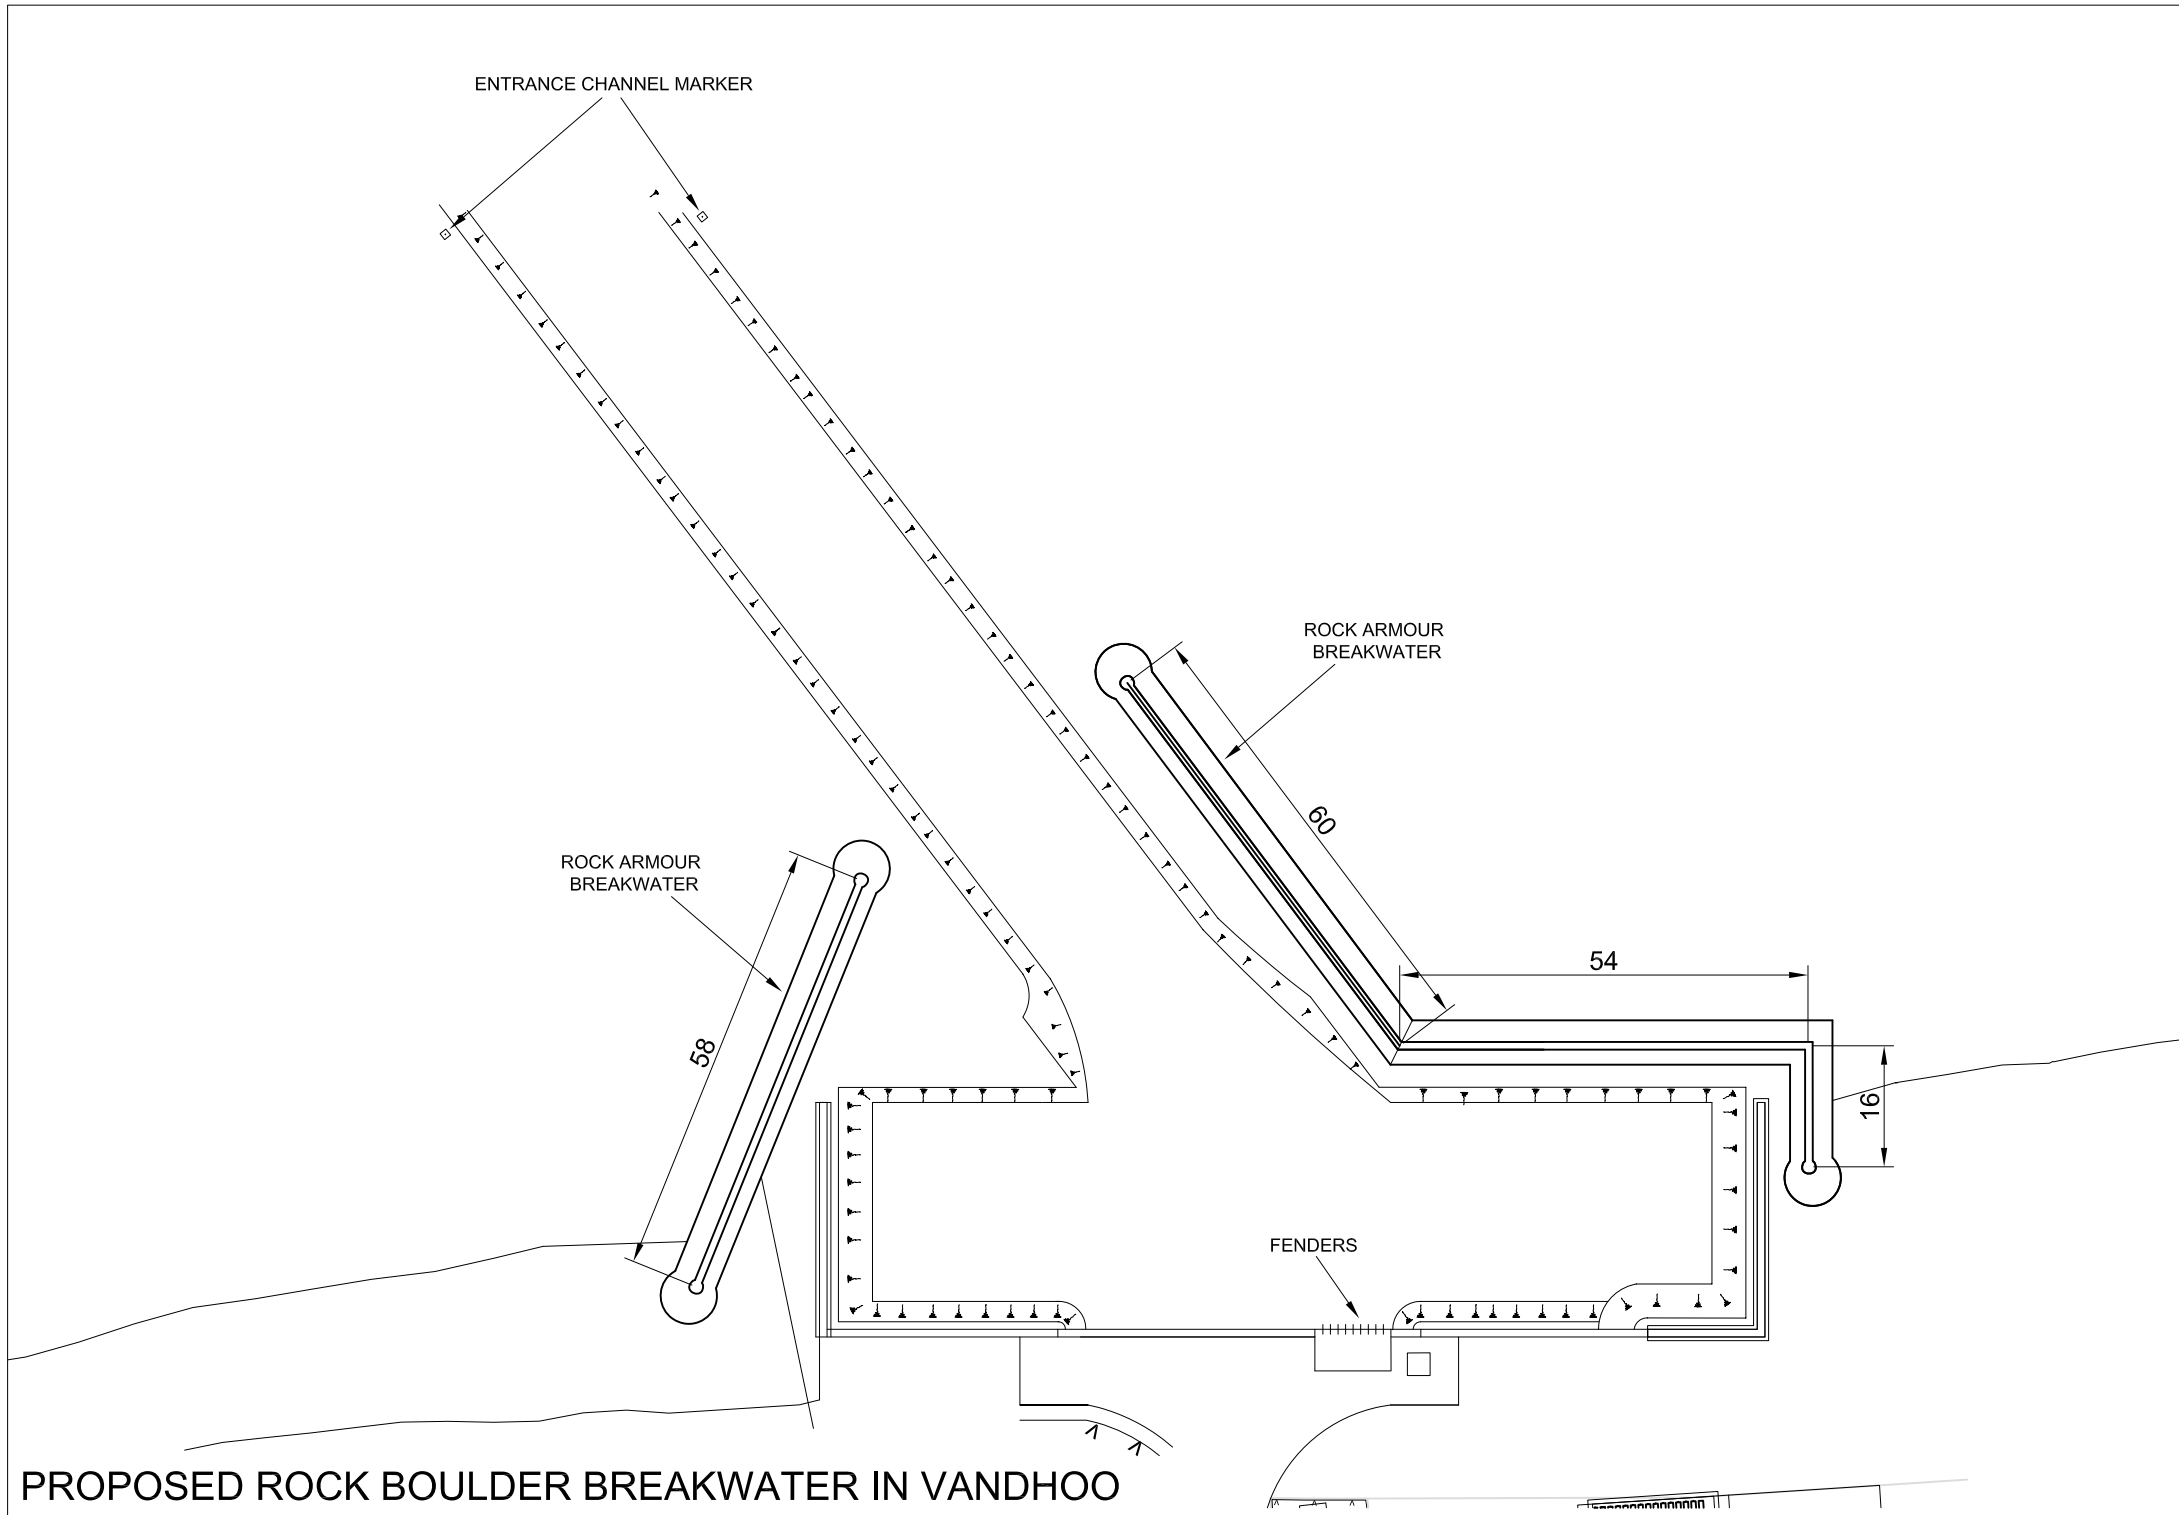 ENTRANCE CHANNEL MARKER
ROCK ARMOUR
BREAKWATER
60
ROCK ARMOUR
BREAKWATER
58
54
16
FENDERS
PROPOSED ROCK BOULDER BREAKWATER IN VANDHOO